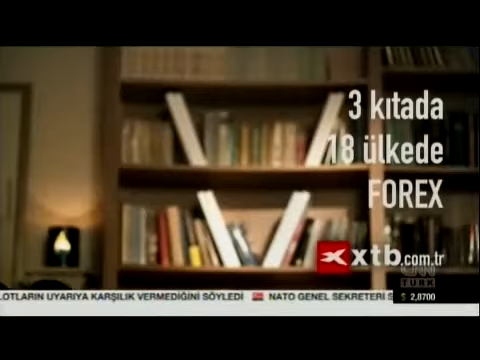 3 kıtada
18 ülkede
FOREX
xtb.com.tr
CNN
TÜRK
LOTLARIN UYARIYA KARŞILIK VERMEDİĞİNİ SÖYLEDİ NATO GENEL SEKRETERİ S
$ 2,8700